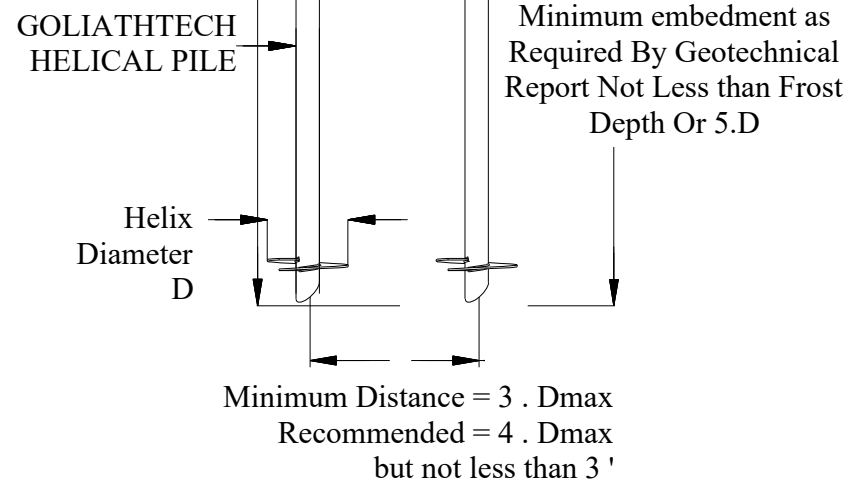 GOLIATHTECH
HELICAL PILE
Minimum embedment as
Required By Geotechnical
Report Not Less than Frost
Depth Or 5.D
Helix
Diameter
D
Minimum Distance = 3 . Dmax
Recommended = 4 . Dmax
but not less than 3 '